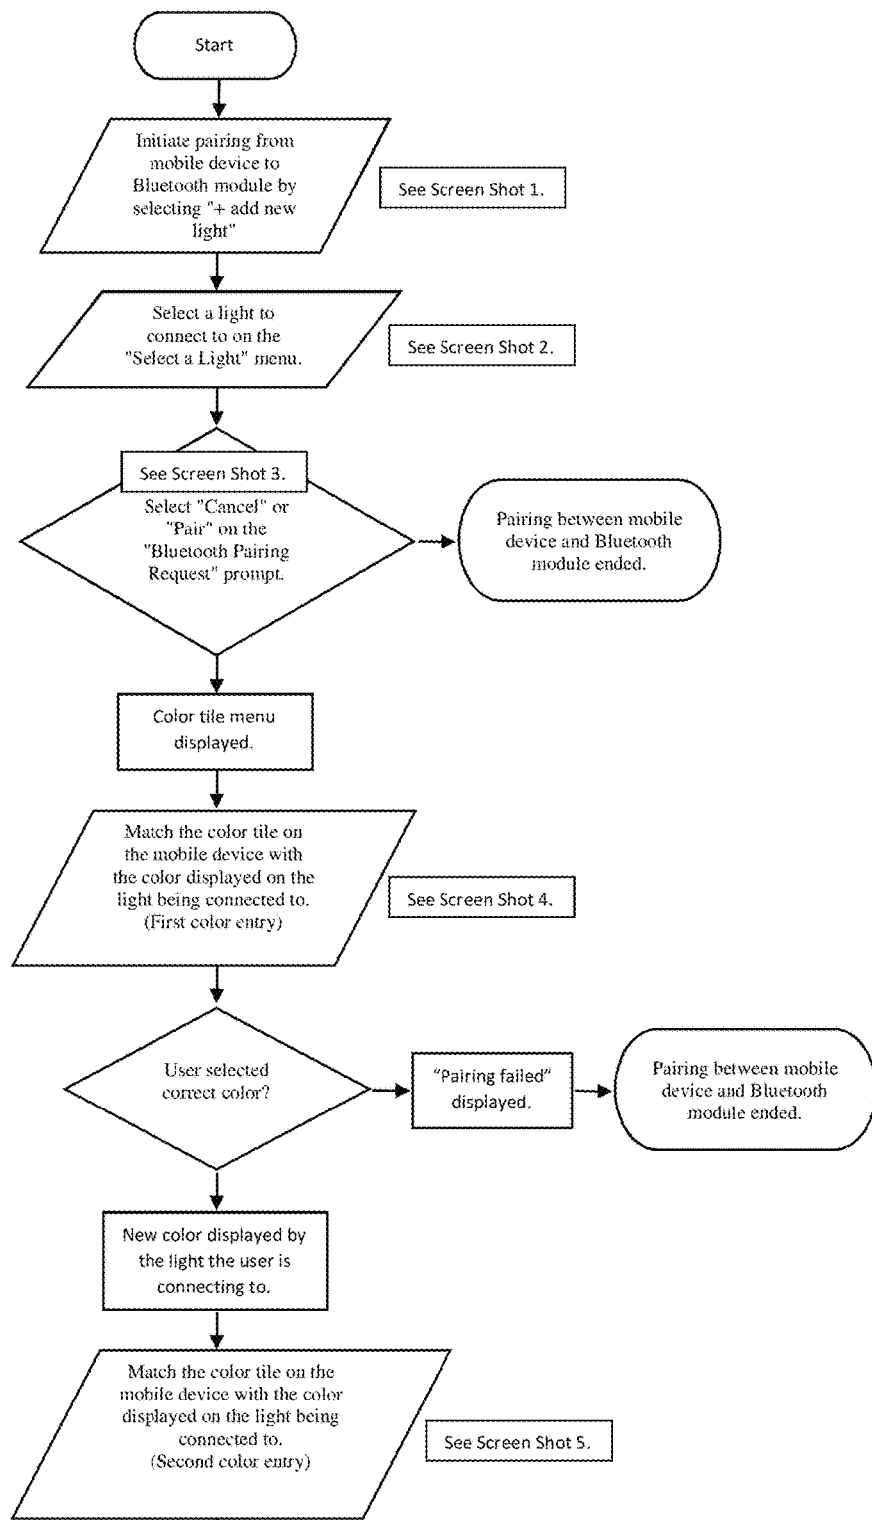 Start
Initiate pairing from
mobile device to
Bluetooth module by
selecting "+ add new
light"
See Screen Shot 1.
Select a light to
connect to on the
"Select a Light" menu.
See Screen Shot 2.
See Screen Shot 3.
Select "Cancel" or
"Pair" on the
"Bluetooth Pairing
Request" prompt.
Pairing between mobile
device and Bluetooth
module ended.
Color tile menu
displayed.
Match the color tile on
the mobile device with
the color displayed on the
light being connected to.
(First color entry)
See Screen Shot 4.
User selected
correct color?
“Pairing failed”
displayed.
Pairing between mobile
device and Bluetooth
module ended.
New color displayed by
the light the user is
connecting to.
Match the color tile on the
mobile device with the color
displayed on the light being
connected to.
(Second color entry)
See Screen Shot 5.